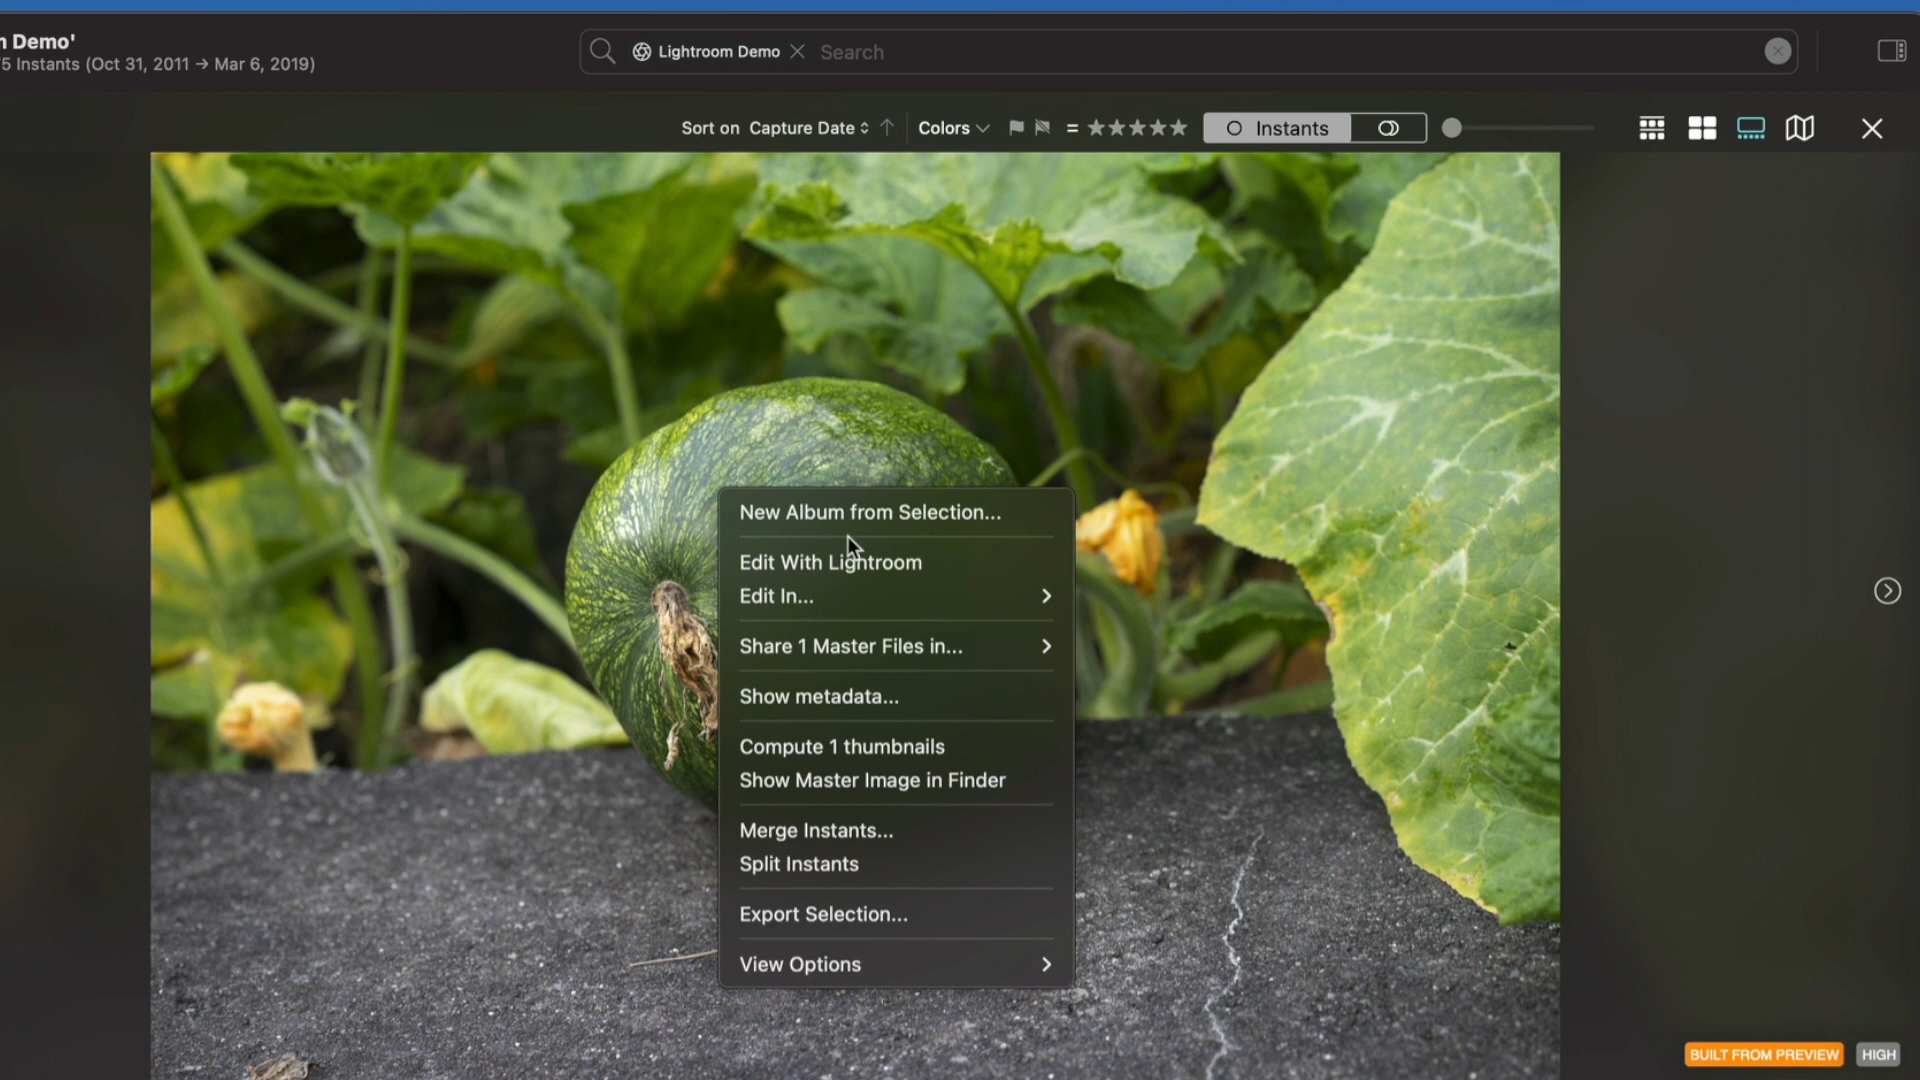 n Demo'
5 Instants (Oct 31, 2011 → Mar 6, 2019)
Lightroom Demo
Search
Sort on Capture Date
Colors
=
Instants
New Album from Selection...
Edit With Lightroom
Edit In...
Share 1 Master Files in...
Show metadata...
Compute 1 thumbnails
Show Master Image in Finder
Merge Instants...
Split Instants
Export Selection...
View Options
BUILT FROM PREVIEW
HIGH